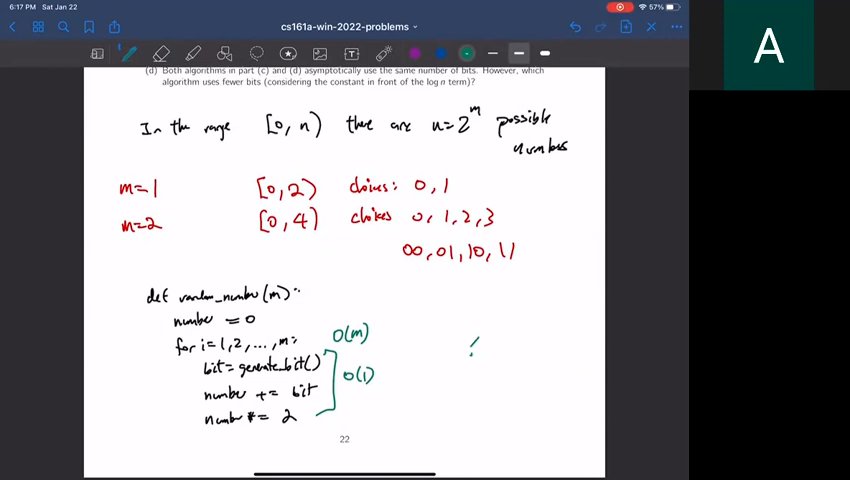 6:17 PM Sat Jan 22
57%
cs161a-win-2022-problems
(d) Both algorithms in part (c) and (d) asymptotically use the same number of bits. However, which
algorithm uses fewer bits (considering the constant in front of the log n term)?
In the range [0, n) there are n=2^m possible
numbers
m=1 [0,2) choices: 0, 1
m=2 [0,4) choices 0, 1, 2, 3
00, 01, 10, 11
def random_number(m):
number = 0
for i=1,2,...,m: O(m)
bit=generate_bit()
number += bit O(1)
number *= 2
22
A